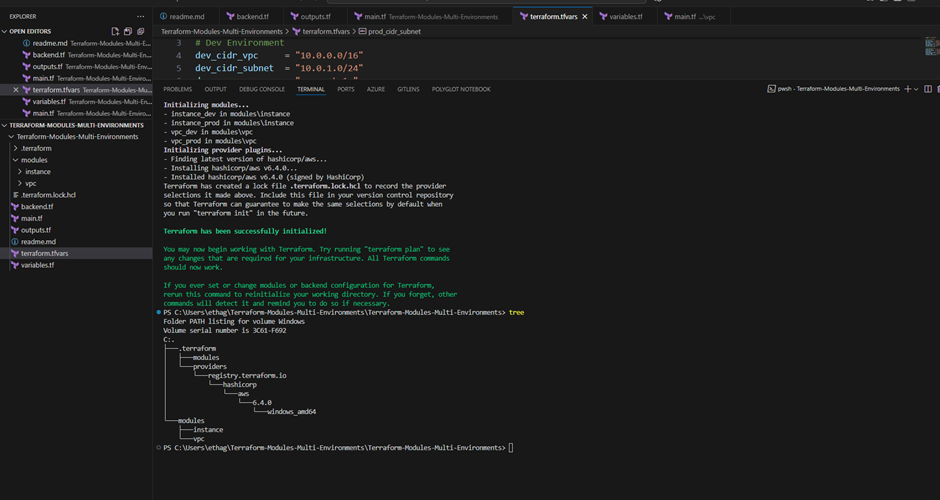 EXPLORER
OPEN EDITORS
readme.md Terraform-Modules-Multi-E...
backend.tf Terraform-Modules-Multi-En...
outputs.tf Terraform-Modules-Multi-En...
main.tf Terraform-Modules-Multi-Enviro...
terraform.tfvars Terraform-Modules-Mu...
variables.tf Terraform-Modules-Multi-En...
main.tf Terraform-Modules-Multi-Enviro...
TERRAFORM-MODULES-MULTI-ENVIRONMENTS
Terraform-Modules-Multi-Environments
.terraform
modules
instance
vpc
.terraform.lock.hcl
backend.tf
main.tf
outputs.tf
readme.md
terraform.tfvars
variables.tf
readme.md backend.tf outputs.tf main.tf Terraform-Modules-Multi-Environments terraform.tfvars variables.tf main.tf ...\vpc
Terraform-Modules-Multi-Environments > terraform.tfvars > prod_cidr_subnet
3 # Dev Environment
4 dev_cidr_vpc = "10.0.0.0/16"
5 dev_cidr_subnet = "10.0.1.0/24"
PROBLEMS OUTPUT DEBUG CONSOLE TERMINAL PORTS AZURE GITLENS POLYGLOT NOTEBOOK pwsh - Terraform-Modules-Multi-Environments
Initializing modules...
- instance_dev in modules\instance
- instance_prod in modules\instance
- vpc_dev in modules\vpc
- vpc_prod in modules\vpc
Initializing provider plugins...
- Finding latest version of hashicorp/aws...
- Installing hashicorp/aws v6.4.0...
- Installed hashicorp/aws v6.4.0 (signed by HashiCorp)
Terraform has created a lock file .terraform.lock.hcl to record the provider
selections it made above. Include this file in your version control repository
so that Terraform can guarantee to make the same selections by default when
you run "terraform init" in the future.
Terraform has been successfully initialized!
You may now begin working with Terraform. Try running "terraform plan" to see
any changes that are required for your infrastructure. All Terraform commands
should now work.
If you ever set or change modules or backend configuration for Terraform,
rerun this command to reinitialize your working directory. If you forget, other
commands will detect it and remind you to do so if necessary.
PS C:\Users\ethag\Terraform-Modules-Multi-Environments\Terraform-Modules-Multi-Environments> tree
Folder PATH listing for volume Windows
Volume serial number is 3C61-F692
C:.
├───.terraform
│   ├───modules
│   └───providers
│       └───registry.terraform.io
│           └───hashicorp
│               └───aws
│                   └───6.4.0
│                       └───windows_amd64
└───modules
    ├───instance
    └───vpc
PS C:\Users\ethag\Terraform-Modules-Multi-Environments\Terraform-Modules-Multi-Environments>